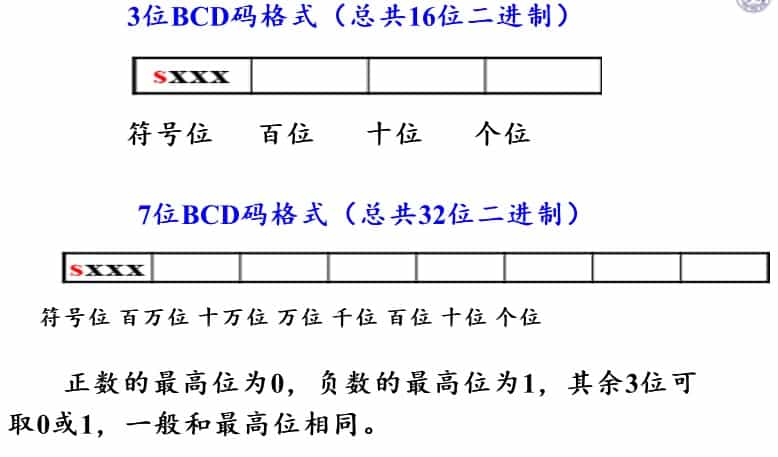 3位BCD码格式（总共16位二进制）
sxxx
符号位 百位 十位 个位
7位BCD码格式（总共32位二进制）
sxxx
符号位 百万位 十万位 万位 千位 百位 十位 个位
正数的最高位为0，负数的最高位为1，其余3位可
取0或1，一般和最高位相同。